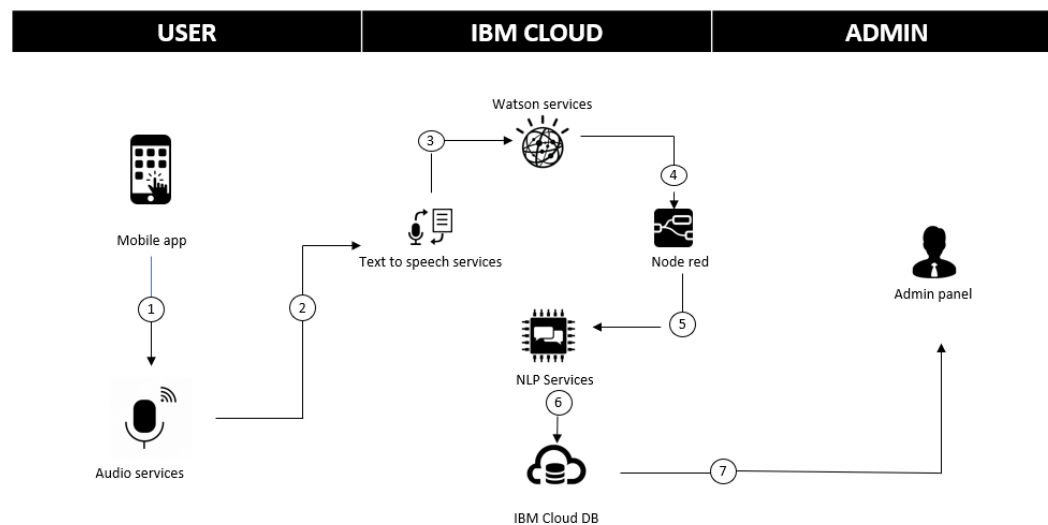 USER
IBM CLOUD
ADMIN
Watson services
3
4
Mobile app
Text to speech services
Node red
Admin panel
1
2
5
NLP Services
6
Audio services
7
IBM Cloud DB